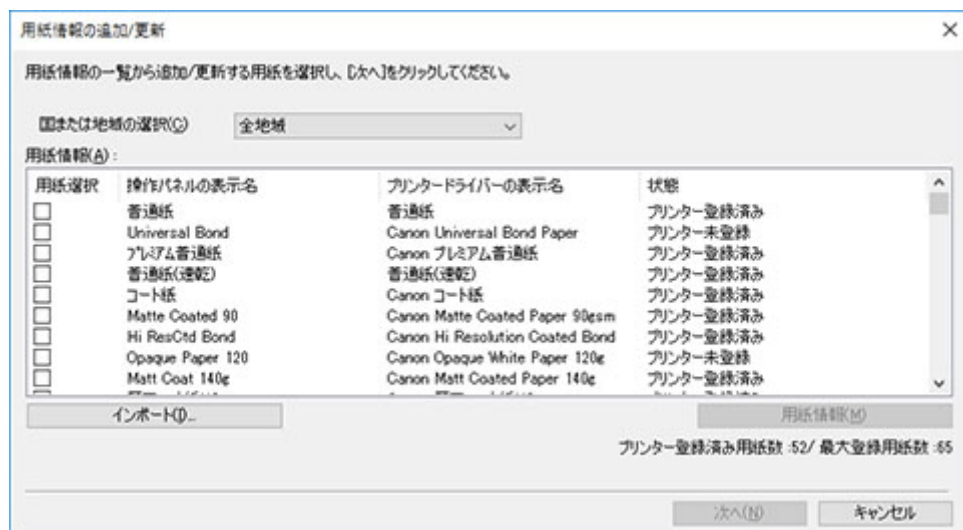 用紙情報の追加/更新
用紙情報の一覧から追加/更新する用紙を選択し、[次へ]をクリックしてください。
国または地域の選択(C) 全地域
用紙情報(A):
用紙選択 操作パネルの表示名 プリンタードライバーの表示名 状態
普通紙 普通紙 プリンター登録済み
Universal Bond Canon Universal Bond Paper プリンター未登録
プレミアム普通紙 Canon プレミアム普通紙 プリンター登録済み
普通紙(速乾) 普通紙(速乾) プリンター登録済み
コート紙 Canon コート紙 プリンター登録済み
Matte Coated 90 Canon Matte Coated Paper 90gsm プリンター登録済み
Hi ResCtd Bond Canon Hi Resolution Coated Bond プリンター登録済み
Opaque Paper 120 Canon Opaque White Paper 120g プリンター未登録
Matt Coat 140g Canon Matt Coated Paper 140g プリンター登録済み
インポート(I)... 用紙情報(M)
プリンター登録済み用紙数 :52/ 最大登録用紙数 :65
次へ(N) キャンセル